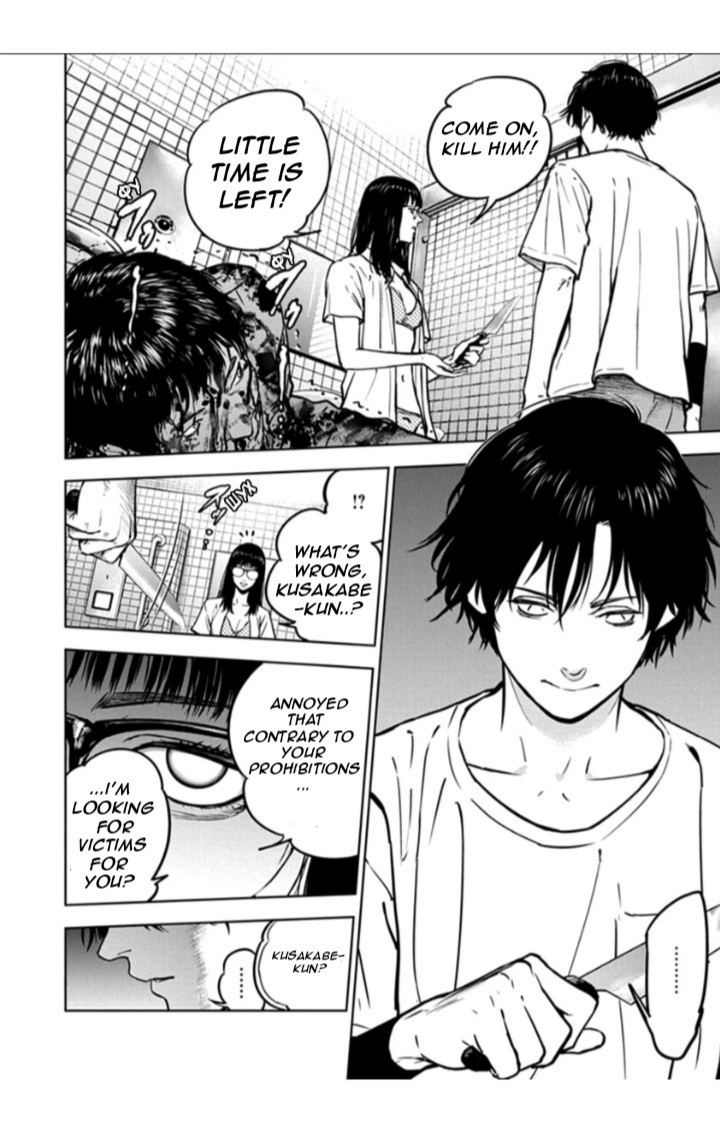 COME ON,
KILL HIM!!
LITTLE
TIME IS
LEFT!
.........
!?
WHAT'S
WRONG,
KUSAKABE
-KUN..?
ANNOYED
THAT
CONTRARY TO
YOUR
PROHIBITIONS
...
...I'M
LOOKING
FOR
VICTIMS
FOR
YOU?
KUSAKABE-
KUN?
......